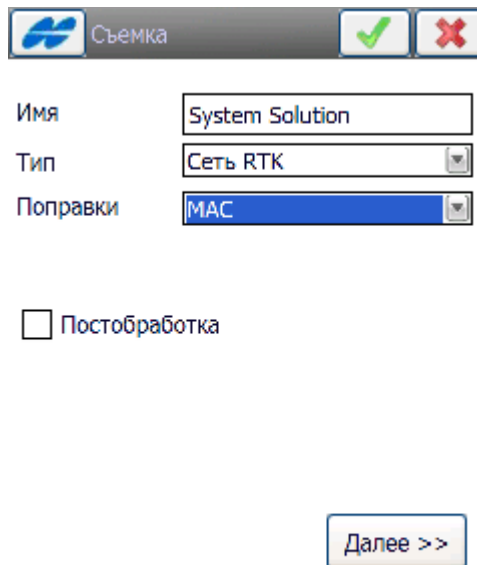 Съемка
Имя System Solution
Тип Сеть RTK
Поправки MAC
Постобработка
Далее >>